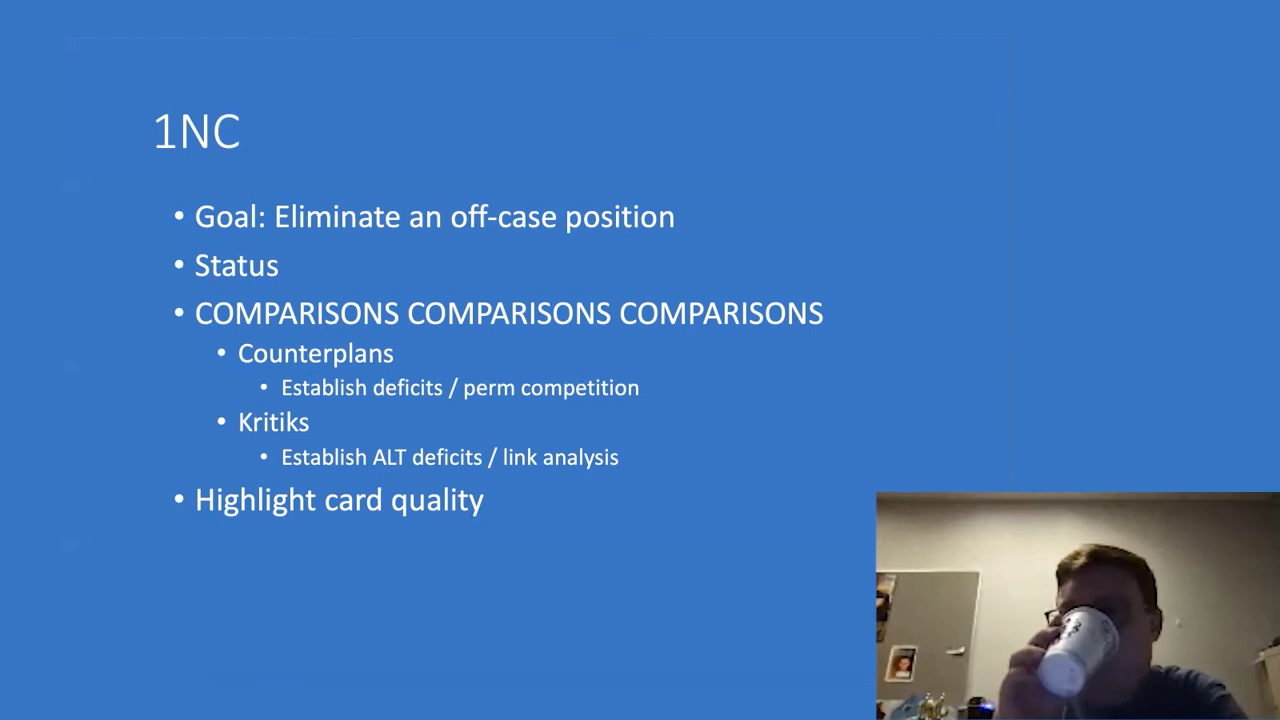 1NC
• Goal: Eliminate an off-case position
• Status
• COMPARISONS COMPARISONS COMPARISONS
• Counterplans
• Establish deficits / perm competition
• Kritiks
• Establish ALT deficits / link analysis
• Highlight card quality